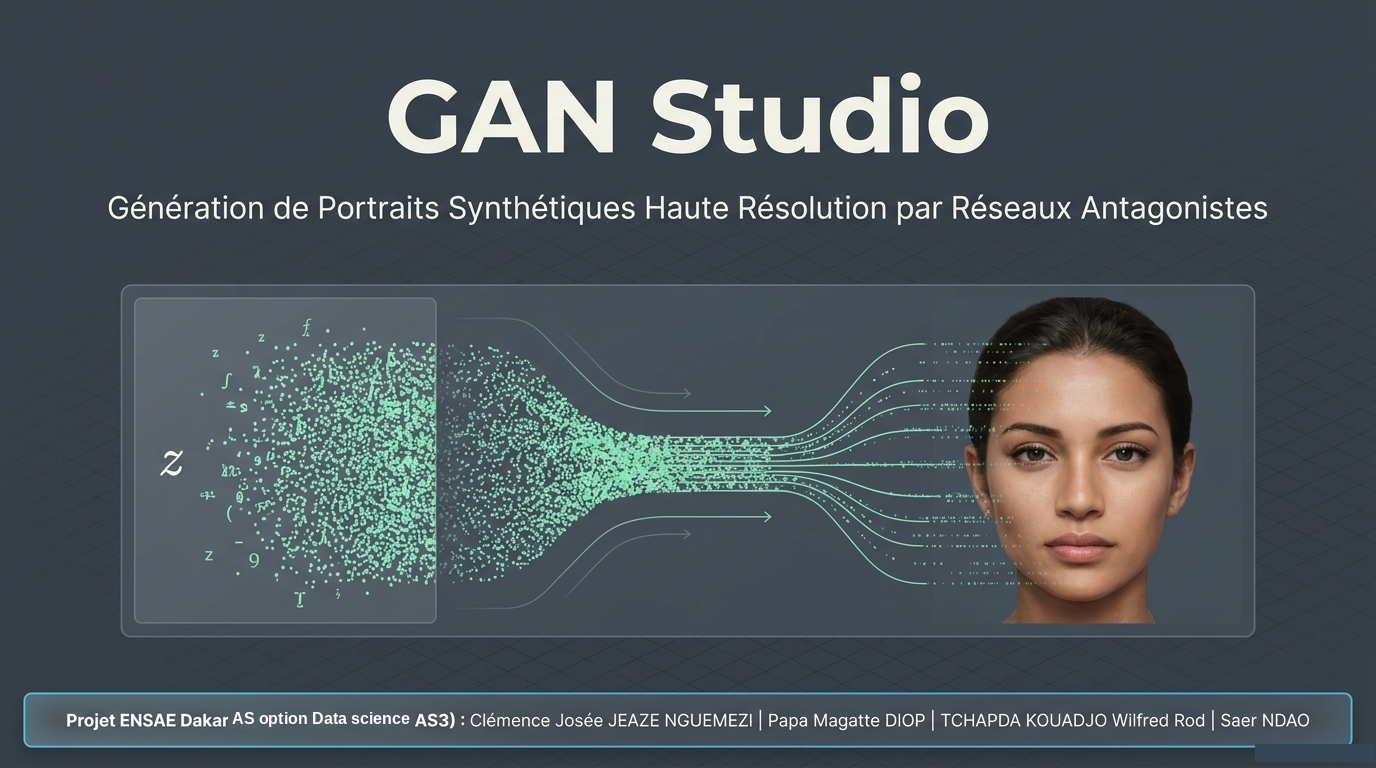 GAN Studio
Génération de Portraits Synthétiques Haute Résolution par Réseaux Antagonistes
f
z
z
z
z
9
Projet ENSAE Dakar AS option Data science AS3) : Clémence Josée JEAZE NGUEMEZI | Papa Magatte DIOP | TCHAPDA KOUADJO Wilfred Rod | Saer NDAO